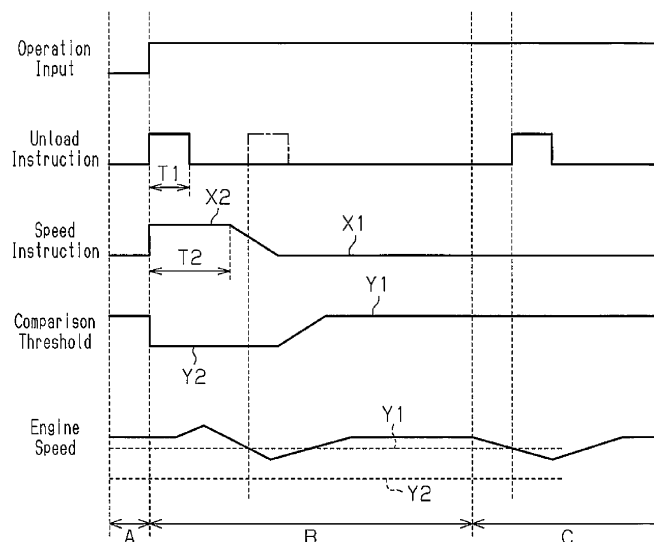 Operation
Input
Unload
Instruction
T1
X2
X1
Speed
Instruction
T2
Y1
Comparison
Threshold
Y2
Y1
Engine
Speed
Y2
A
B
C